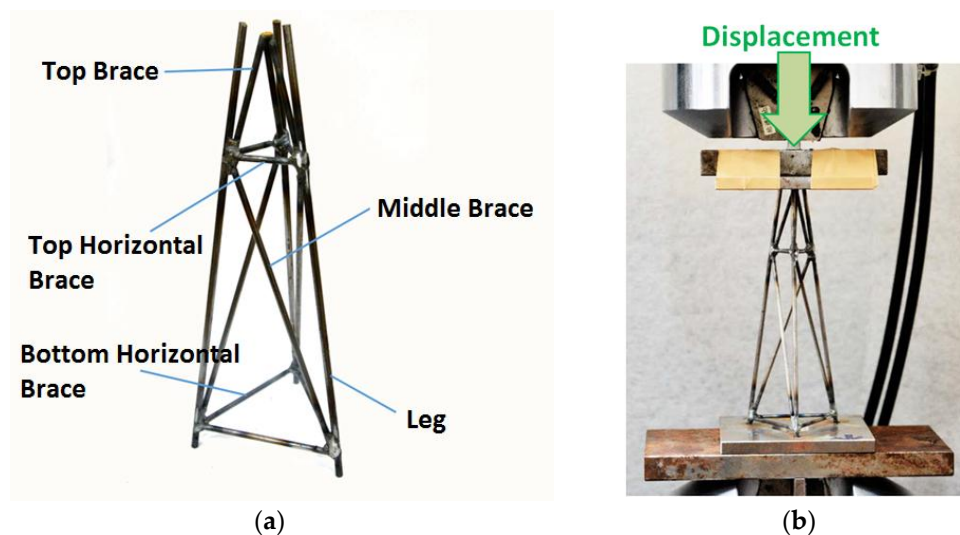 Displacement
Top Brace
Middle Brace
Top Horizontal
Brace
Bottom Horizontal
Brace
Leg
(a)
(b)